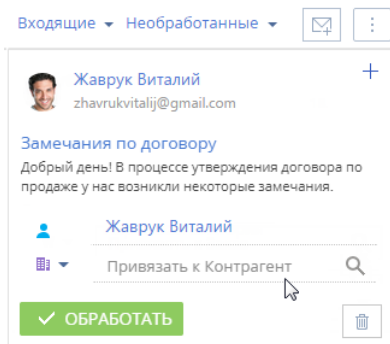 Входящие Необработанные
Жаврук Виталий
zhavrukvitalij@gmail.com
Замечания по договору
Добрый день! В процессе утверждения договора по
продаже у нас возникли некоторые замечания.
Жаврук Виталий
Привязать к Контрагент
ОБРАБОТАТЬ